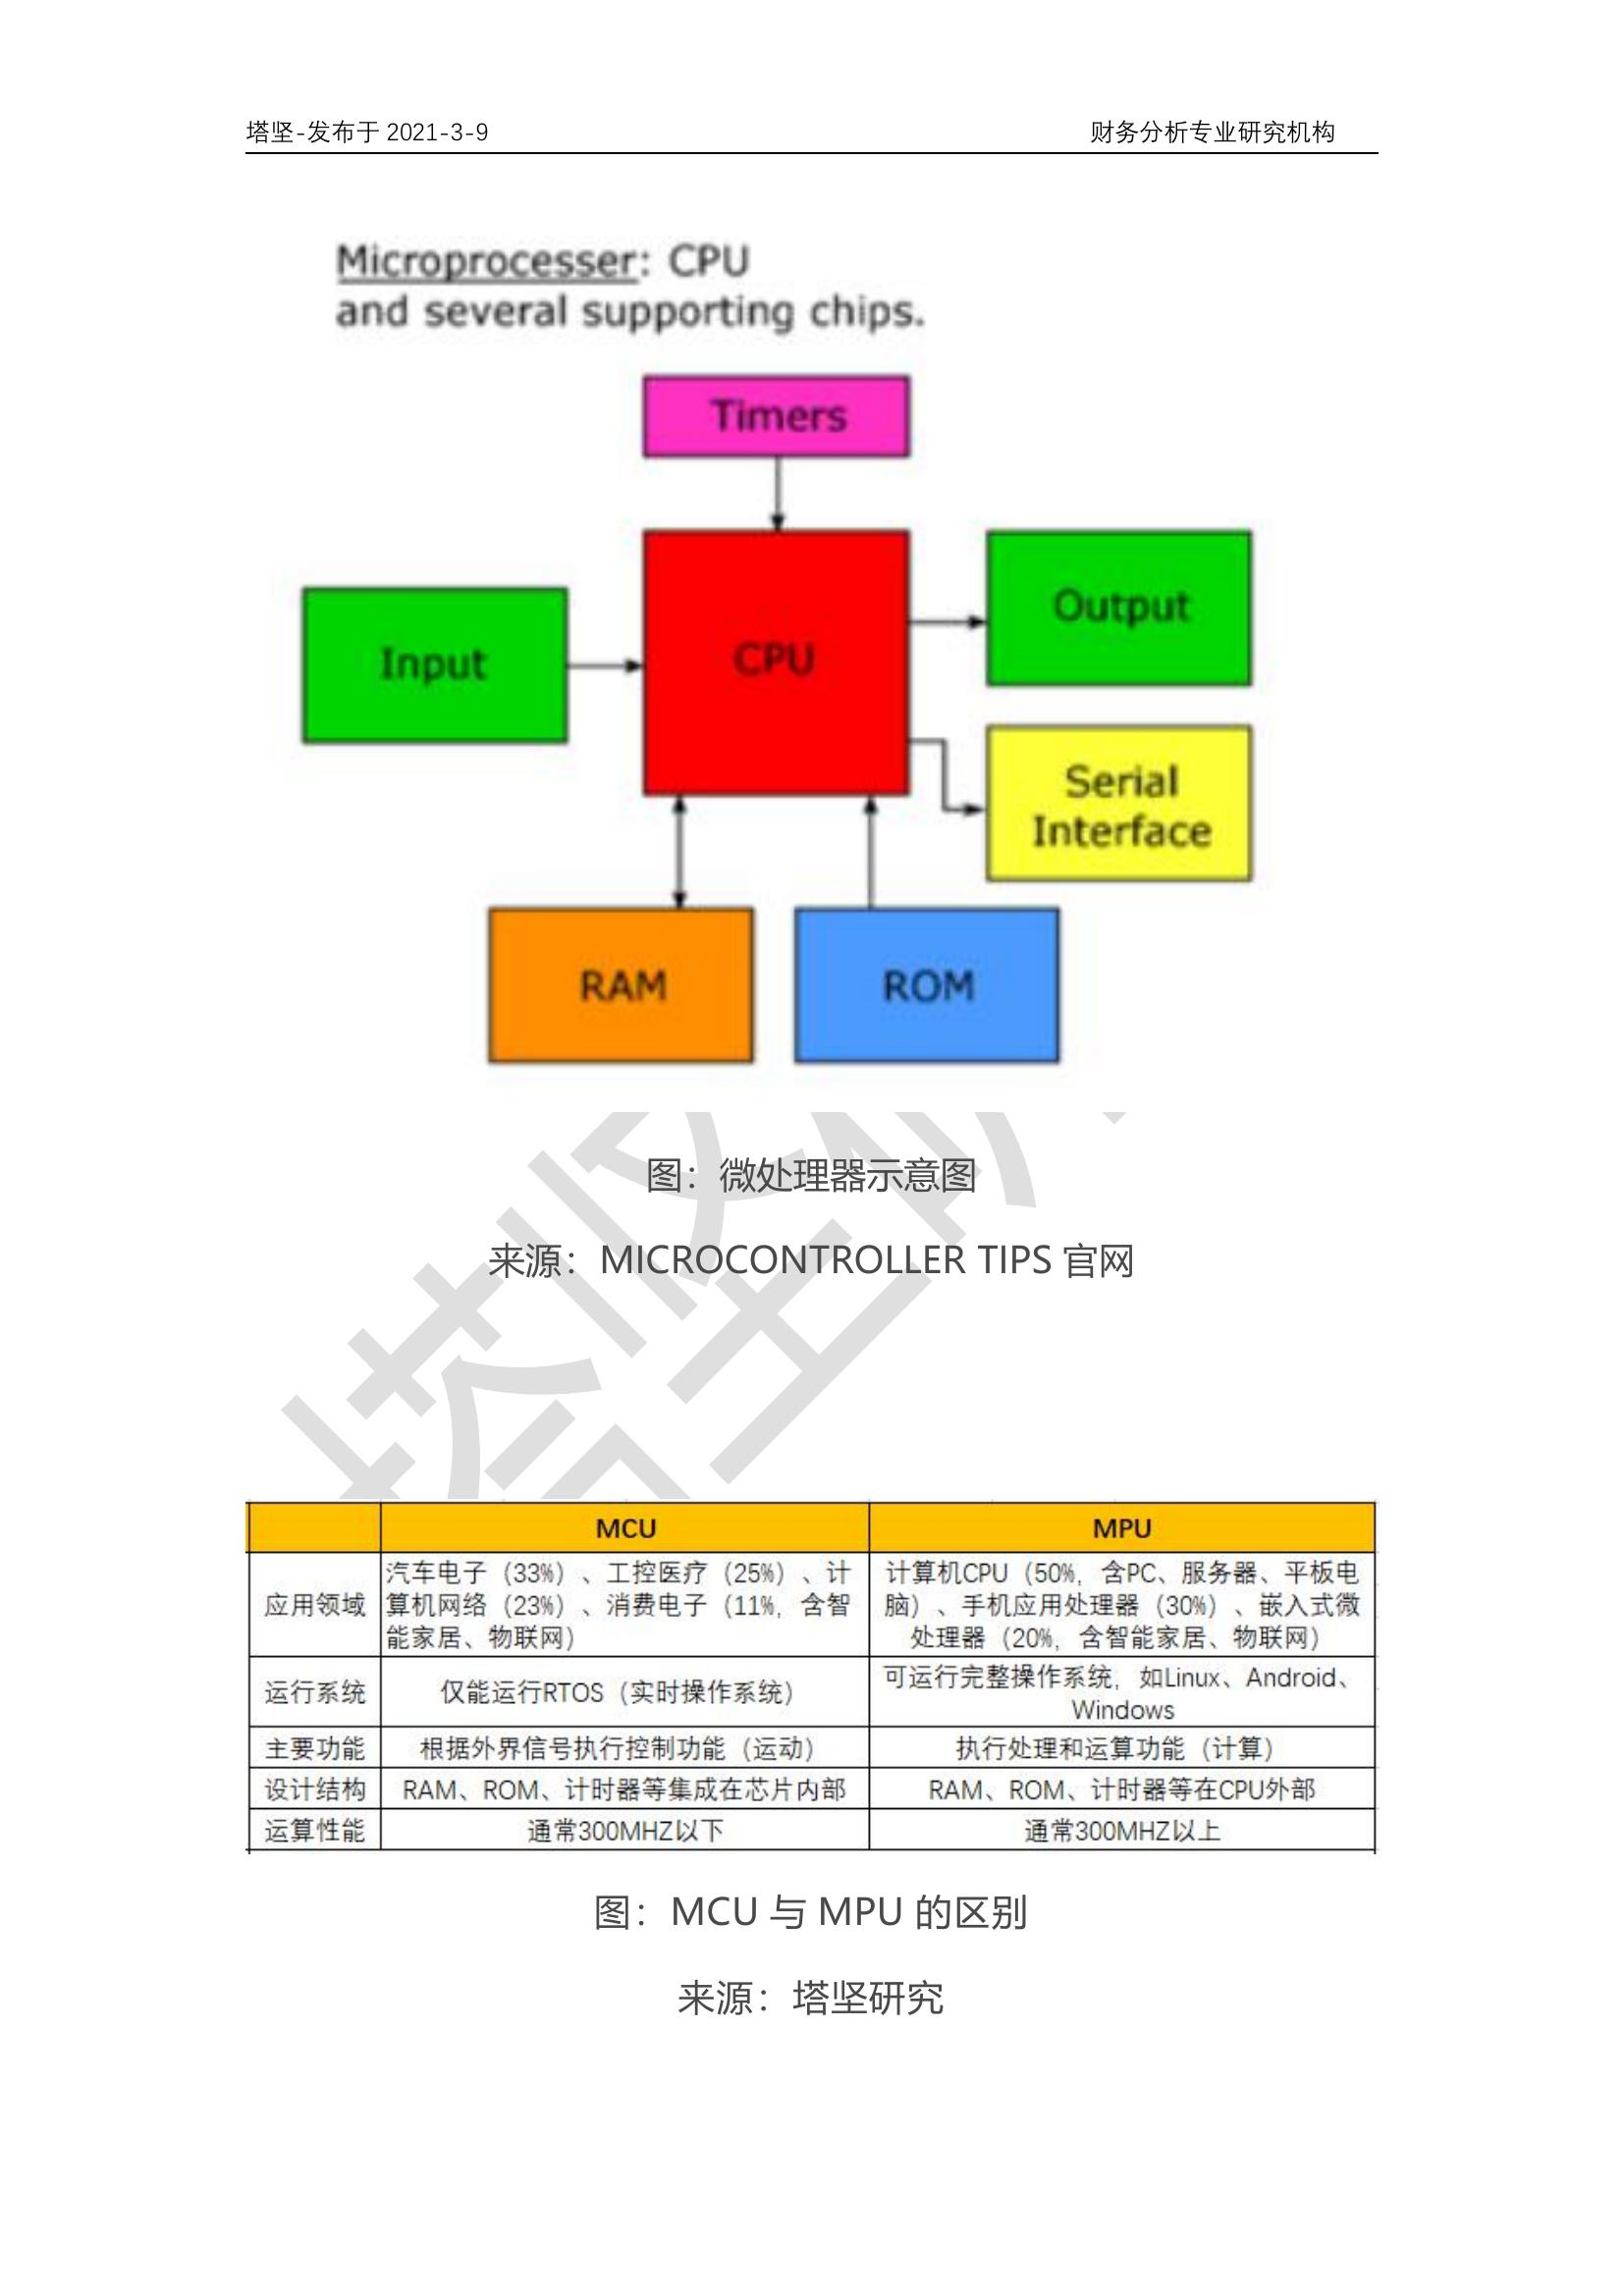 塔坚-发布于 2021-3-9 财务分析专业研究机构
Microprocesser: CPU
and several supporting chips.
Timers
Output
Input
CPU
Serial
Interface
RAM
ROM
图：微处理器示意图
来源：MICROCONTROLLER TIPS 官网
塔坚
MCU MPU
应用领域
汽车电子（33%）、工控医疗（25%）、计
算机网络（23%）、消费电子（11%，含智
能家居、物联网）
计算机CPU（50%，含PC、服务器、平板电
脑）、手机应用处理器（30%）、嵌入式微
处理器（20%，含智能家居、物联网）
运行系统
仅能运行RTOS（实时操作系统）
可运行完整操作系统，如Linux、Android、
Windows
主要功能 根据外界信号执行控制功能（运动） 执行处理和运算功能（计算）
设计结构 RAM、ROM、计时器等集成在芯片内部 RAM、ROM、计时器等在CPU外部
运算性能 通常300MHZ以下 通常300MHZ以上
图：MCU 与 MPU 的区别
来源：塔坚研究